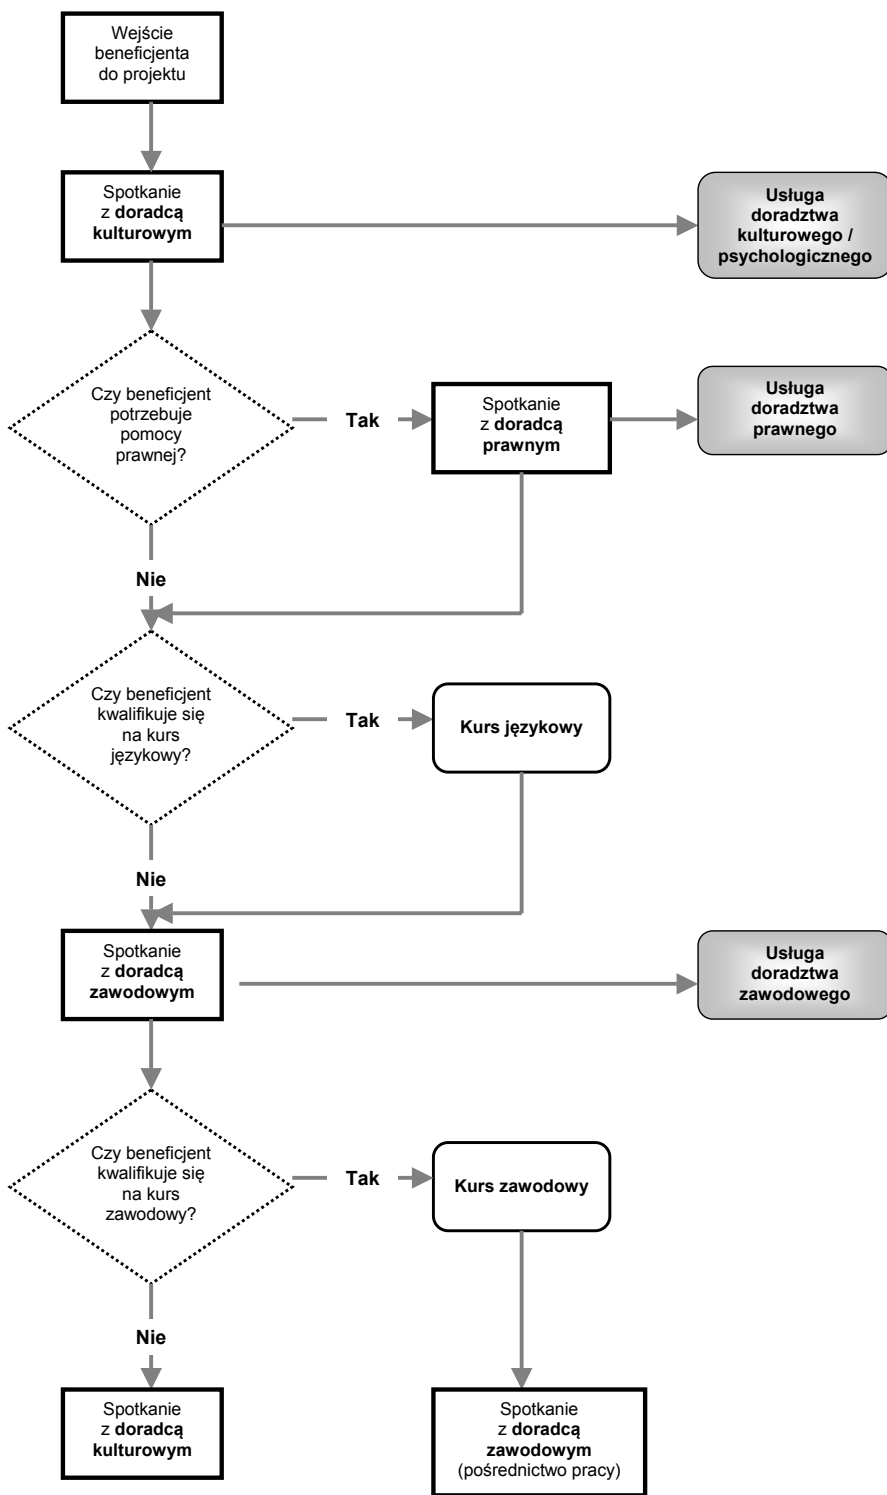 Wejście
beneficjenta
do projektu
Spotkanie
z doradcą
kulturowym
Usługa
doradztwa
kulturowego /
psychologicznego
Czy beneficjent
potrzebuje
pomocy
prawnej?
Tak
Spotkanie
z doradcą
prawnym
Usługa
doradztwa
prawnego
Nie
Czy beneficjent
kwalifikuje się
na kurs
językowy?
Tak
Kurs językowy
Nie
Spotkanie
z doradcą
zawodowym
Usługa
doradztwa
zawodowego
Czy beneficjent
kwalifikuje się
na kurs
zawodowy?
Tak
Kurs zawodowy
Nie
Spotkanie
z doradcą
kulturowym
Spotkanie
z doradcą
zawodowym
(pośrednictwo pracy)